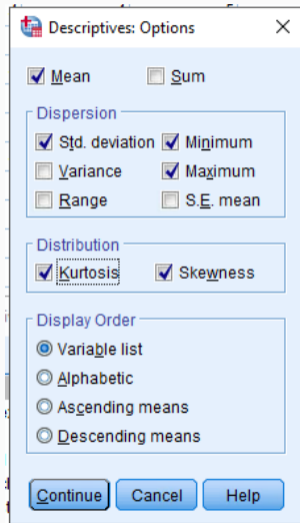 Descriptives: Options
Mean Sum
Dispersion
Std. deviation Minimum
Variance Maximum
Range S.E. mean
Distribution
Kurtosis Skewness
Display Order
Variable list
Alphabetic
Ascending means
Descending means
Continue Cancel Help